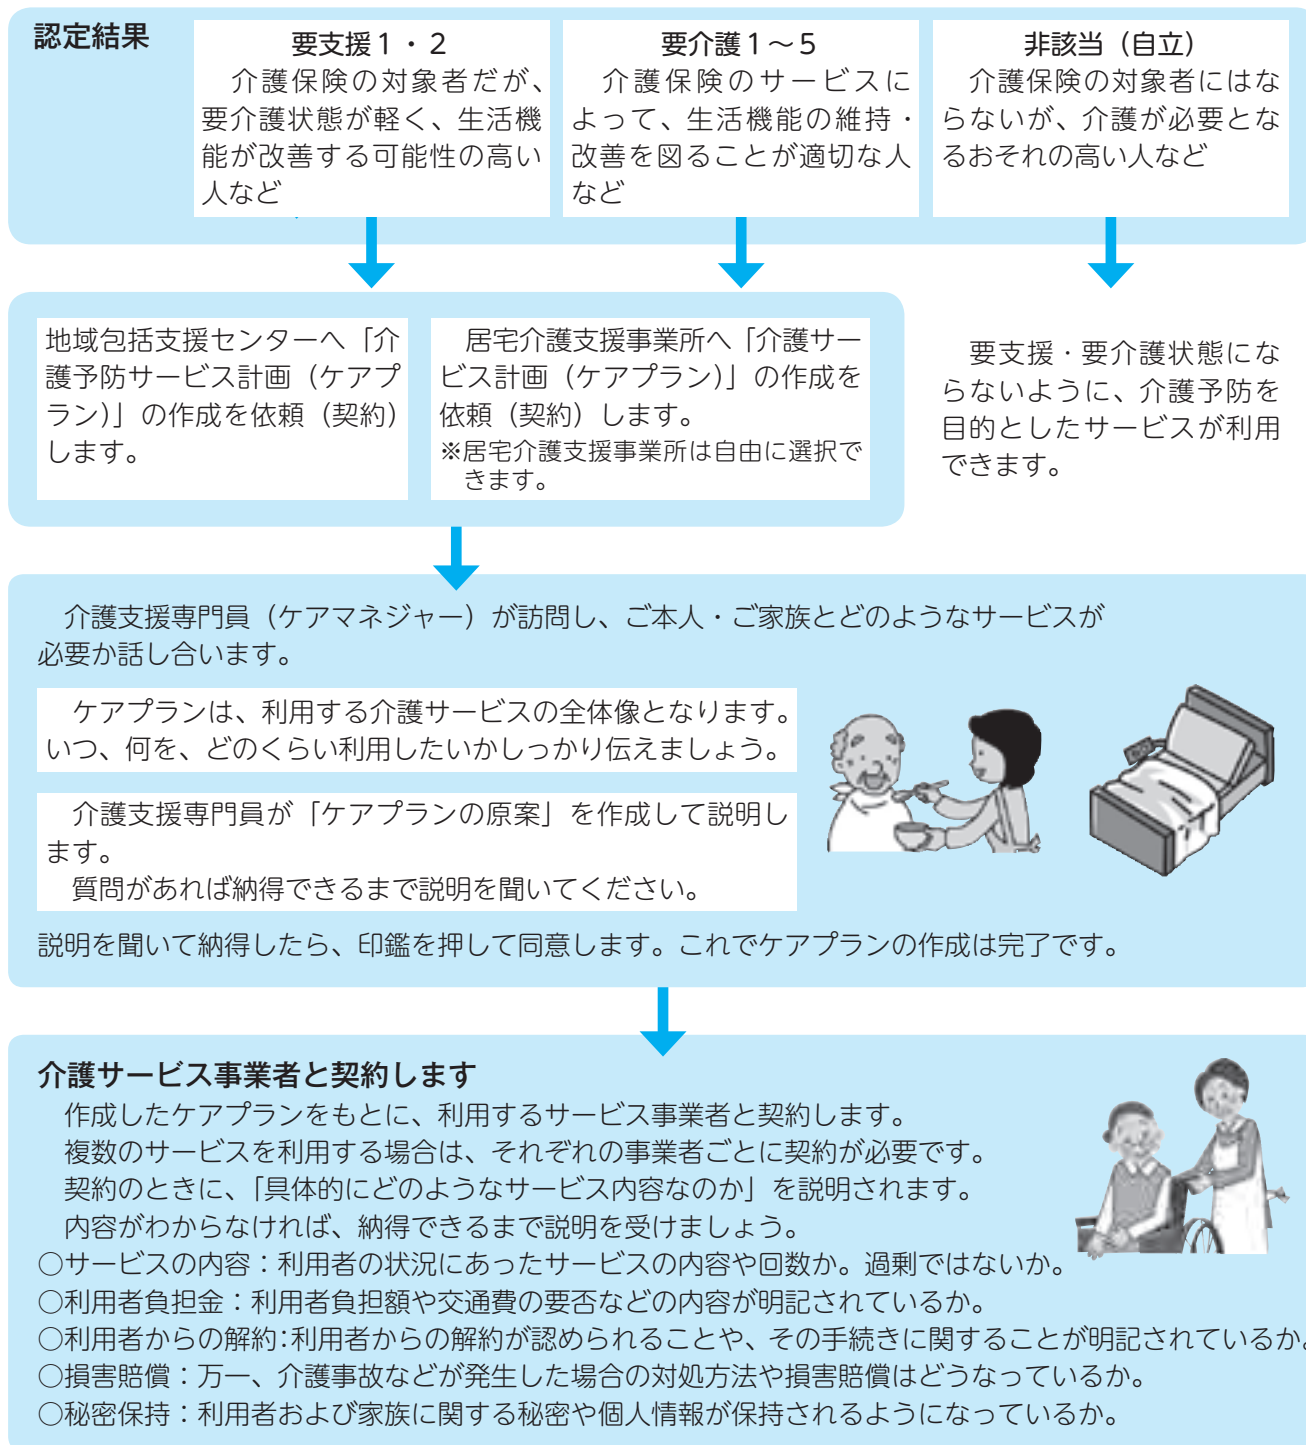 認定結果
要支援１・２
介護保険の対象者だが、
要介護状態が軽く、生活機
能が改善する可能性の高い
人など
要介護１～５
介護保険のサービスに
よって、生活機能の維持・
改善を図ることが適切な人
など
非該当（自立）
介護保険の対象者にはな
らないが、介護が必要とな
るおそれの高い人など
地域包括支援センターへ「介
護予防サービス計画（ケアプ
ラン）」の作成を依頼（契約）
します。
居宅介護支援事業所へ「介護サー
ビス計画（ケアプラン）」の作成を
依頼（契約）します。
※居宅介護支援事業所は自由に選択で
きます。
要支援・要介護状態にな
らないように、介護予防を
目的としたサービスが利用
できます。
介護支援専門員（ケアマネジャー）が訪問し、ご本人・ご家族とどのようなサービスが
必要か話し合います。
ケアプランは、利用する介護サービスの全体像となります。
いつ、何を、どのくらい利用したいかしっかり伝えましょう。
介護支援専門員が「ケアプランの原案」を作成して説明し
ます。
質問があれば納得できるまで説明を聞いてください。
説明を聞いて納得したら、印鑑を押して同意します。これでケアプランの作成は完了です。
介護サービス事業者と契約します
作成したケアプランをもとに、利用するサービス事業者と契約します。
複数のサービスを利用する場合は、それぞれの事業者ごとに契約が必要です。
契約のときに、「具体的にどのようなサービス内容なのか」を説明されます。
内容がわからなければ、納得できるまで説明を受けましょう。
○サービスの内容：利用者の状況にあったサービスの内容や回数か。過剰ではないか。
○利用者負担金：利用者負担額や交通費の要否などの内容が明記されているか。
○利用者からの解約：利用者からの解約が認められることや、その手続きに関することが明記されているか。
○損害賠償：万一、介護事故などが発生した場合の対処方法や損害賠償はどうなっているか。
○秘密保持：利用者および家族に関する秘密や個人情報が保持されるようになっているか。